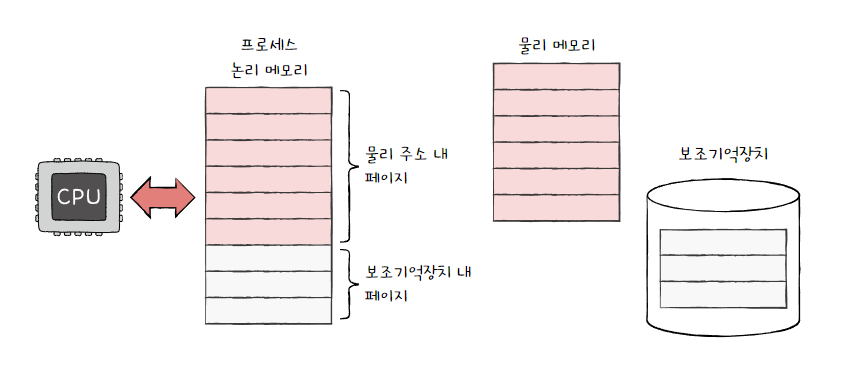 프로세스
논리 메모리
물리 메모리
물리 주소 내
페이지
보조기억장치
CPU
보조기억장치 내
페이지